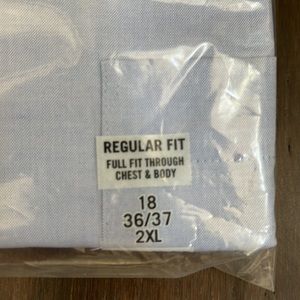 REGULAR FIT
FULL FIT THROUGH
CHEST & BODY
18
36/37
2XL